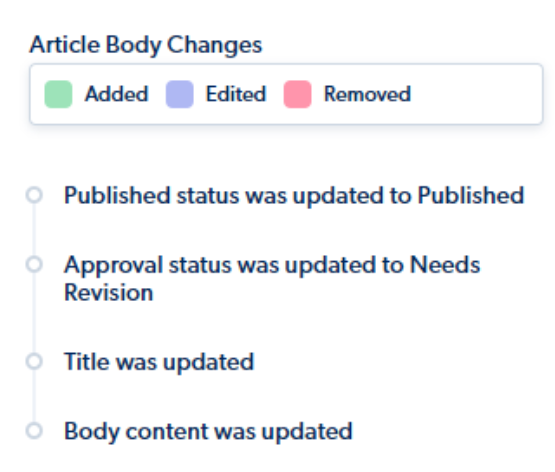 Article Body Changes
Added Edited Removed
Published status was updated to Published
Approval status was updated to Needs
Revision
Title was updated
Body content was updated